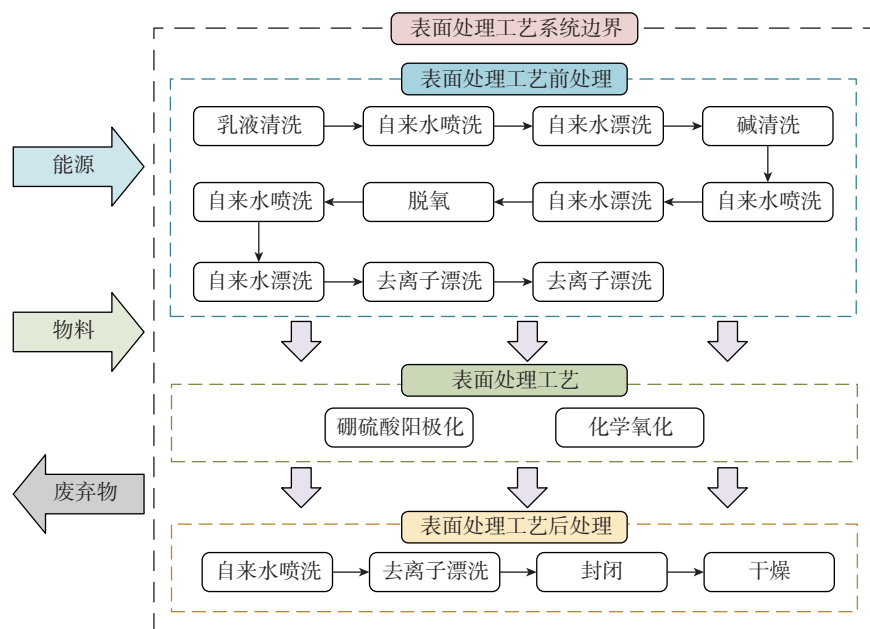 表面处理工艺系统边界
表面处理工艺前处理
乳液清洗
自来水喷洗
自来水漂洗
碱清洗
能源
自来水喷洗
脱氧
自来水漂洗
自来水喷洗
自来水漂洗
去离子漂洗
去离子漂洗
物料
表面处理工艺
硼硫酸阳极化
化学氧化
废弃物
表面处理工艺后处理
自来水喷洗
去离子漂洗
封闭
干燥